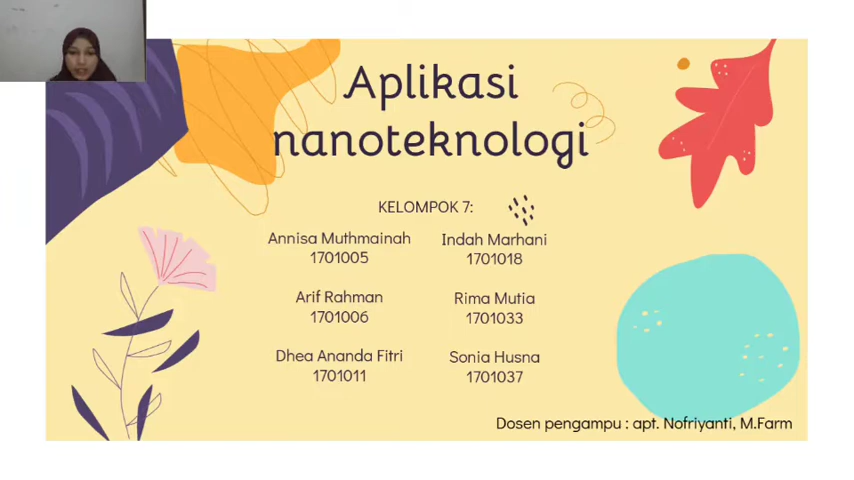 Aplikasi
nanoteknologi
KELOMPOK 7:
Annisa Muthmainah
1701005
Indah Marhani
1701018
Arif Rahman
1701006
Rima Mutia
1701033
Dhea Ananda Fitri
1701011
Sonia Husna
1701037
Dosen pengampu : apt. Nofriyanti, M.Farm